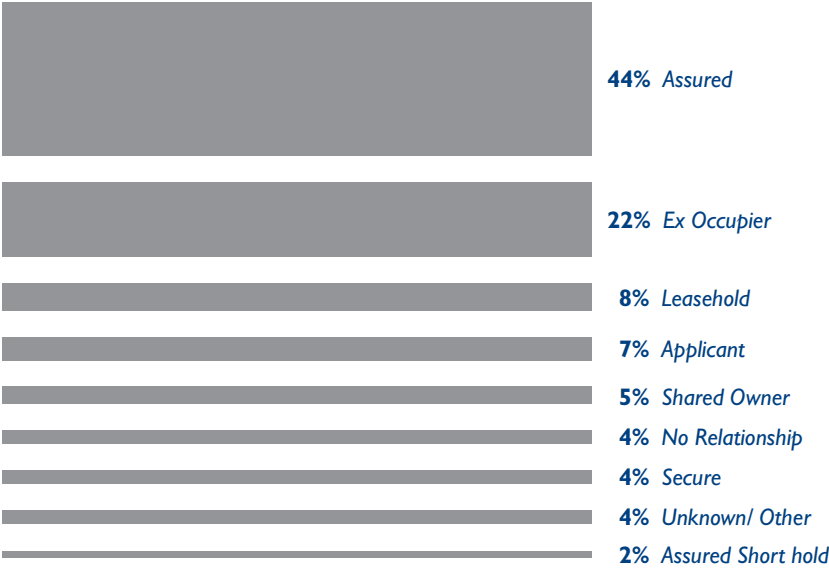 44% Assured
22% Ex Occupier
8% Leasehold
7% Applicant
5% Shared Owner
4% No Relationship
4% Secure
4% Unknown/ Other
2% Assured Short hold